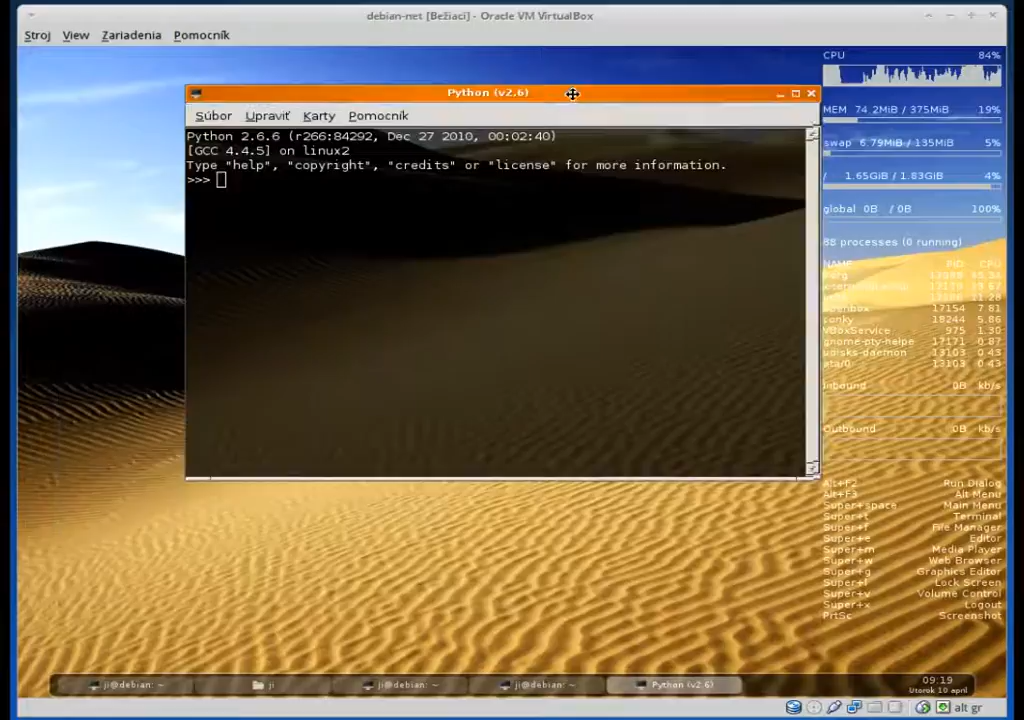 debian-net [Bežiaci] - Oracle VM VirtualBox
Stroj View Zariadenia Pomocník
Python (v2.6)
Súbor Upraviť Karty Pomocník
Python 2.6.6 (r266:84292, Dec 27 2010, 00:02:40)
[GCC 4.4.5] on linux2
Type "help", "copyright", "credits" or "license" for more information.
>>>
CPU 84%
MEM 74.2MiB / 375MiB 19%
swap 6.79MiB / 135MiB 5%
/ 1.65GiB / 1.83GiB 4%
global 0B / 0B 100%
88 processes (0 running)
NAME PID CPU
openbox 17154 7.81
conky 18244 5.86
VBoxService 975 1.30
gnome-pty-helpe 17171 0.87
udisks-daemon 13103 0.43
Inbound 0B kb/s
Outbound 0B kb/s
Alt+F2 Run Dialog
Alt+F3 Alt Menu
Super+space Main Menu
Super+t Terminal
Super+f File Manager
Super+e Editor
Super+m Media Player
Super+w Web Browser
Super+g Graphics Editor
Super+l Lock Screen
Super+v Volume Control
Super+x Logout
PrtSc Screenshot
ji@debian: ~ ji ji@debian: ~ ji@debian: ~ Python (v2.6)
09:19
Utorok 10 apríl
alt gr